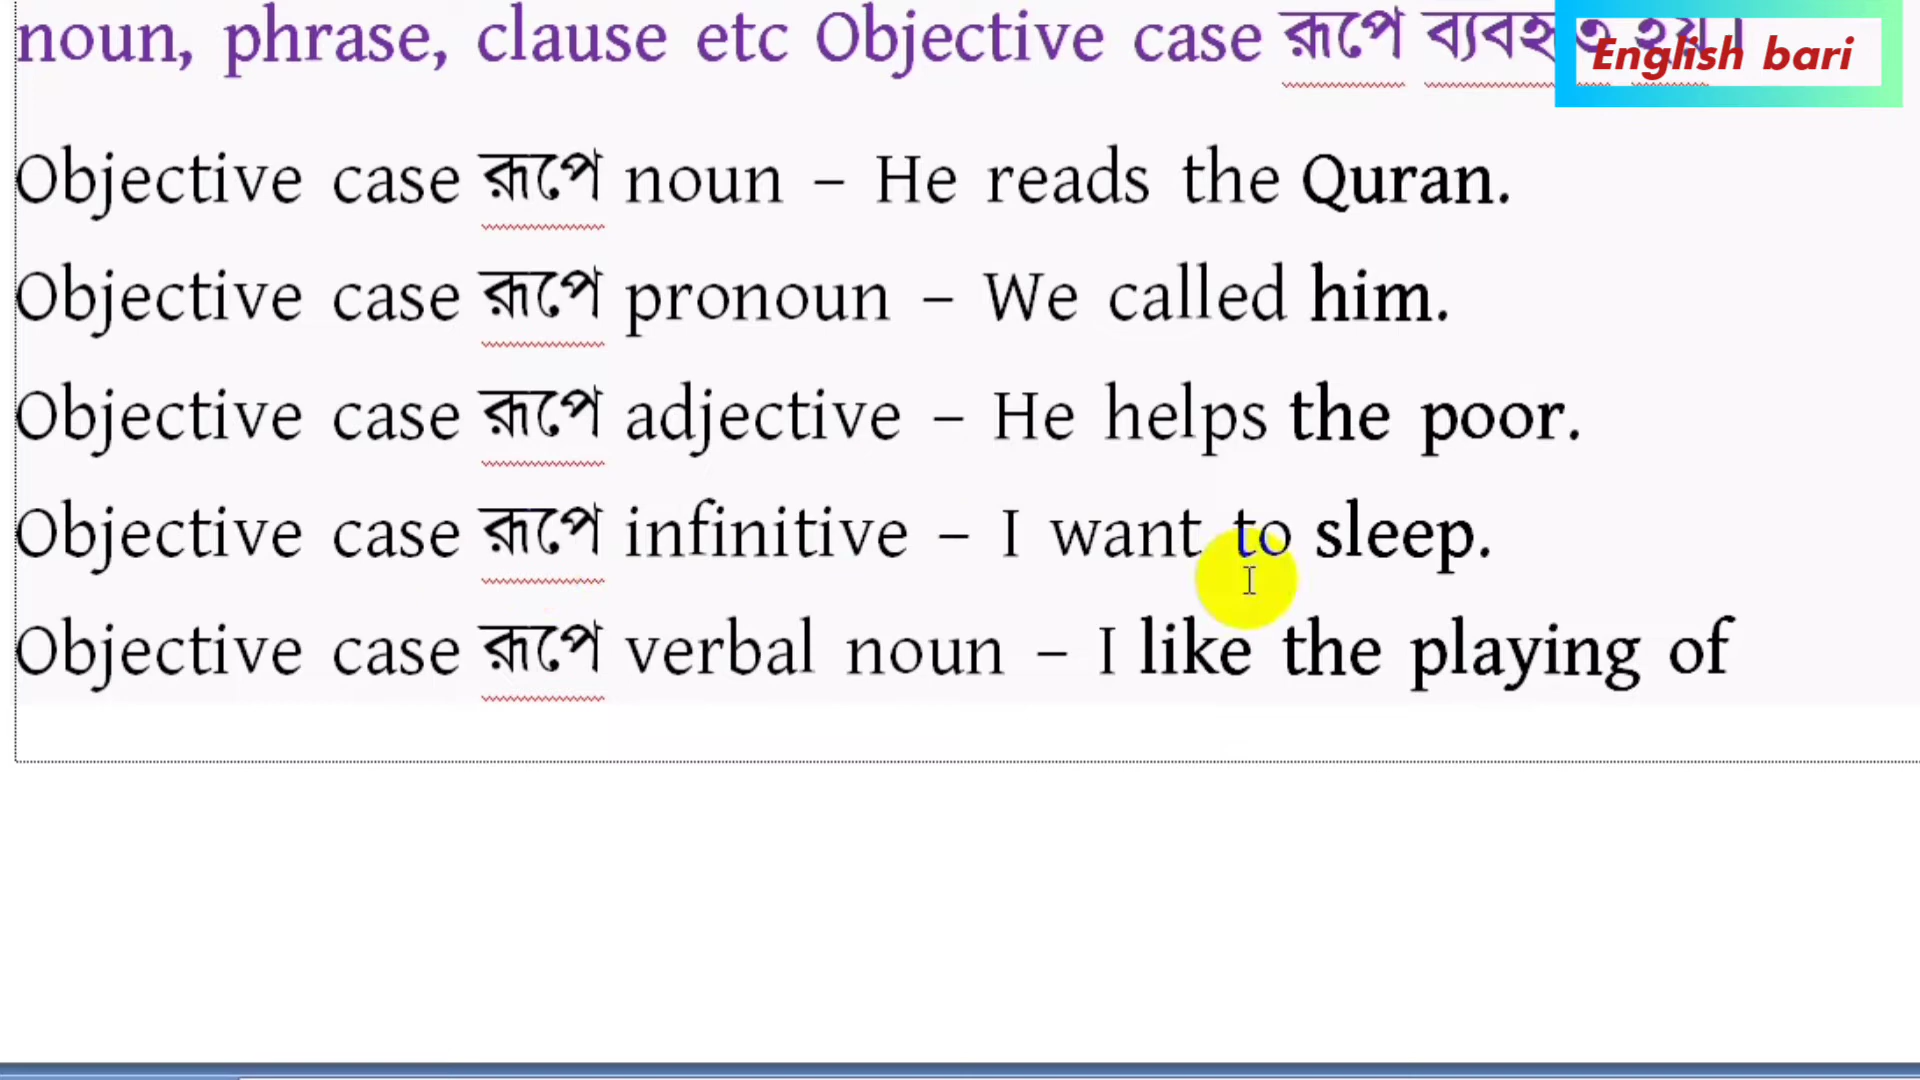 noun, phrase, clause etc Objective case রূপে ব্যবহৃত হয়।
English bari
Objective case রূপে noun – He reads the Quran.
Objective case রূপে pronoun – We called him.
Objective case রূপে adjective – He helps the poor.
Objective case রূপে infinitive – I want to sleep.
Objective case রূপে verbal noun – I like the playing of